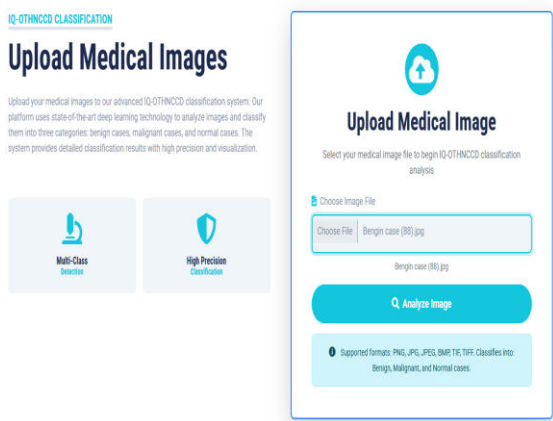 IQ-OTHNCCD CLASSIFICATION
Upload Medical Images
Upload your medical images to our advanced IQ-OTHNCCD classification system. Our
platform uses state-of-the-art deep learning technology to analyze images and classify
them into three categories: benign cases, malignant cases, and normal cases. The
system provides detailed classification results with high precision and visualization.
Multi-Class
Detection
High Precision
Classification
Upload Medical Image
Select your medical image file to begin IQ-OTHNCCD classification
analysis
Choose Image File
Choose File Bengin case (88).jpg
Bengin case (88).jpg
Analyze Image
Supported formats: PNG, JPG, JPEG, BMP, TIF, TIFF. Classifies into:
Benign, Malignant, and Normal cases.